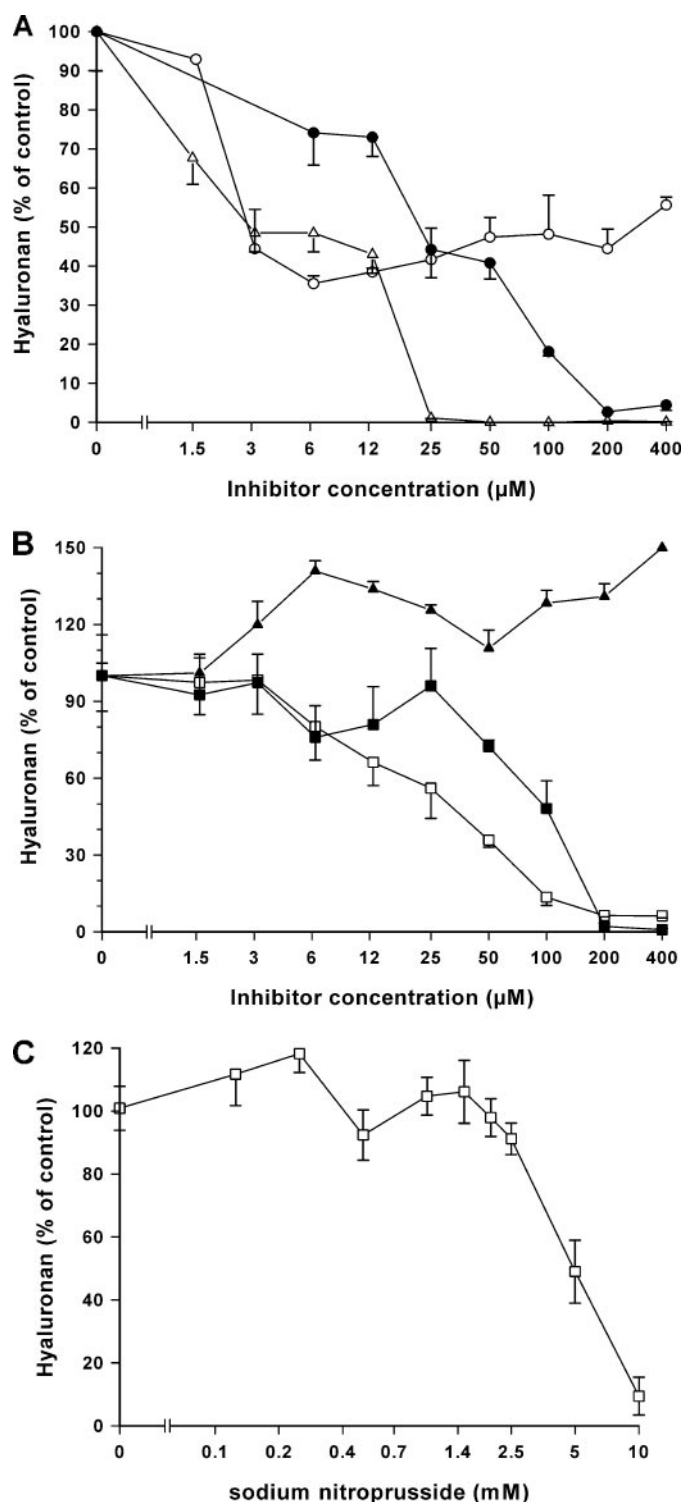 A
Hyaluronan (% of control)
100
90
80
70
60
50
40
30
20
10
0
0 1.5 3 6 12 25 50 100 200 400
Inhibitor concentration (µM)
B
Hyaluronan (% of control)
150
120
90
60
30
0
0 1.5 3 6 12 25 50 100 200 400
Inhibitor concentration (µM)
C
Hyaluronan (% of control)
120
100
80
60
40
20
0
0 0.1 0.2 0.4 0.7 1.4 2.5 5 10
sodium nitroprusside (mM)